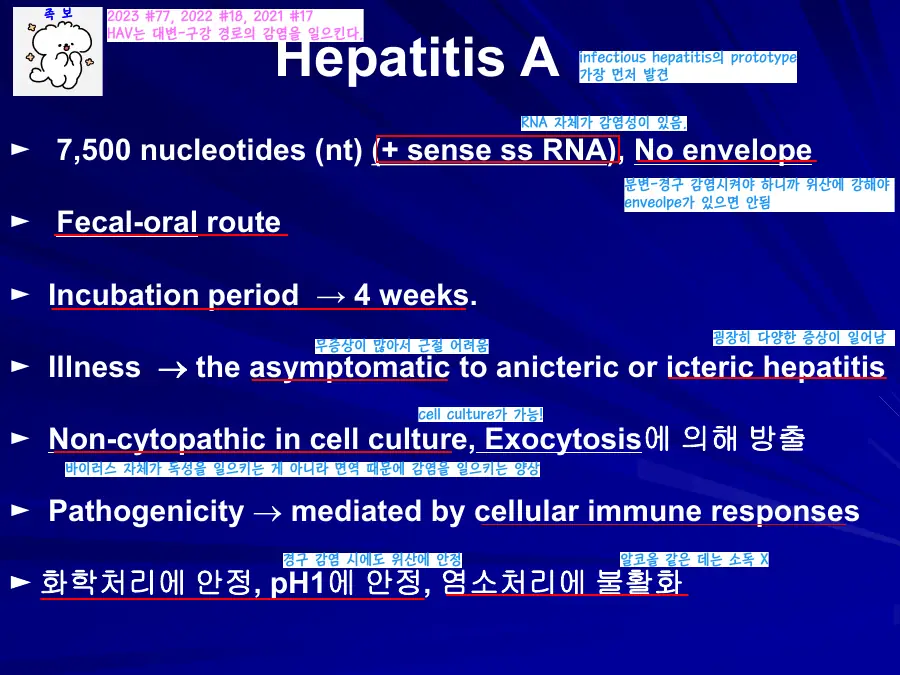 족 보
2023 #77, 2022 #18, 2021 #17
HAV는 대변-구강 경로의 감염을 일으킨다.
Hepatitis A
infectious hepatitis의 prototype
가장 먼저 발견
RNA 자체가 감염성이 있음.
► 7,500 nucleotides (nt) (+ sense ss RNA), No envelope
분변-경구 감염시켜야 하니까 위산에 강해야
enveolpe가 있으면 안됨
► Fecal-oral route
► Incubation period → 4 weeks.
무증상이 많아서 근절 어려움
굉장히 다양한 증상이 일어남
► Illness → the asymptomatic to anicteric or icteric hepatitis
cell culture가 가능!
► Non-cytopathic in cell culture, Exocytosis에 의해 방출
바이러스 자체가 독성을 일으키는 게 아니라 면역 때문에 감염을 일으키는 양상
► Pathogenicity → mediated by cellular immune responses
경구 감염 시에도 위산에 안정
알코올 같은 데는 소독 X
► 화학처리에 안정, pH1에 안정, 염소처리에 불활화